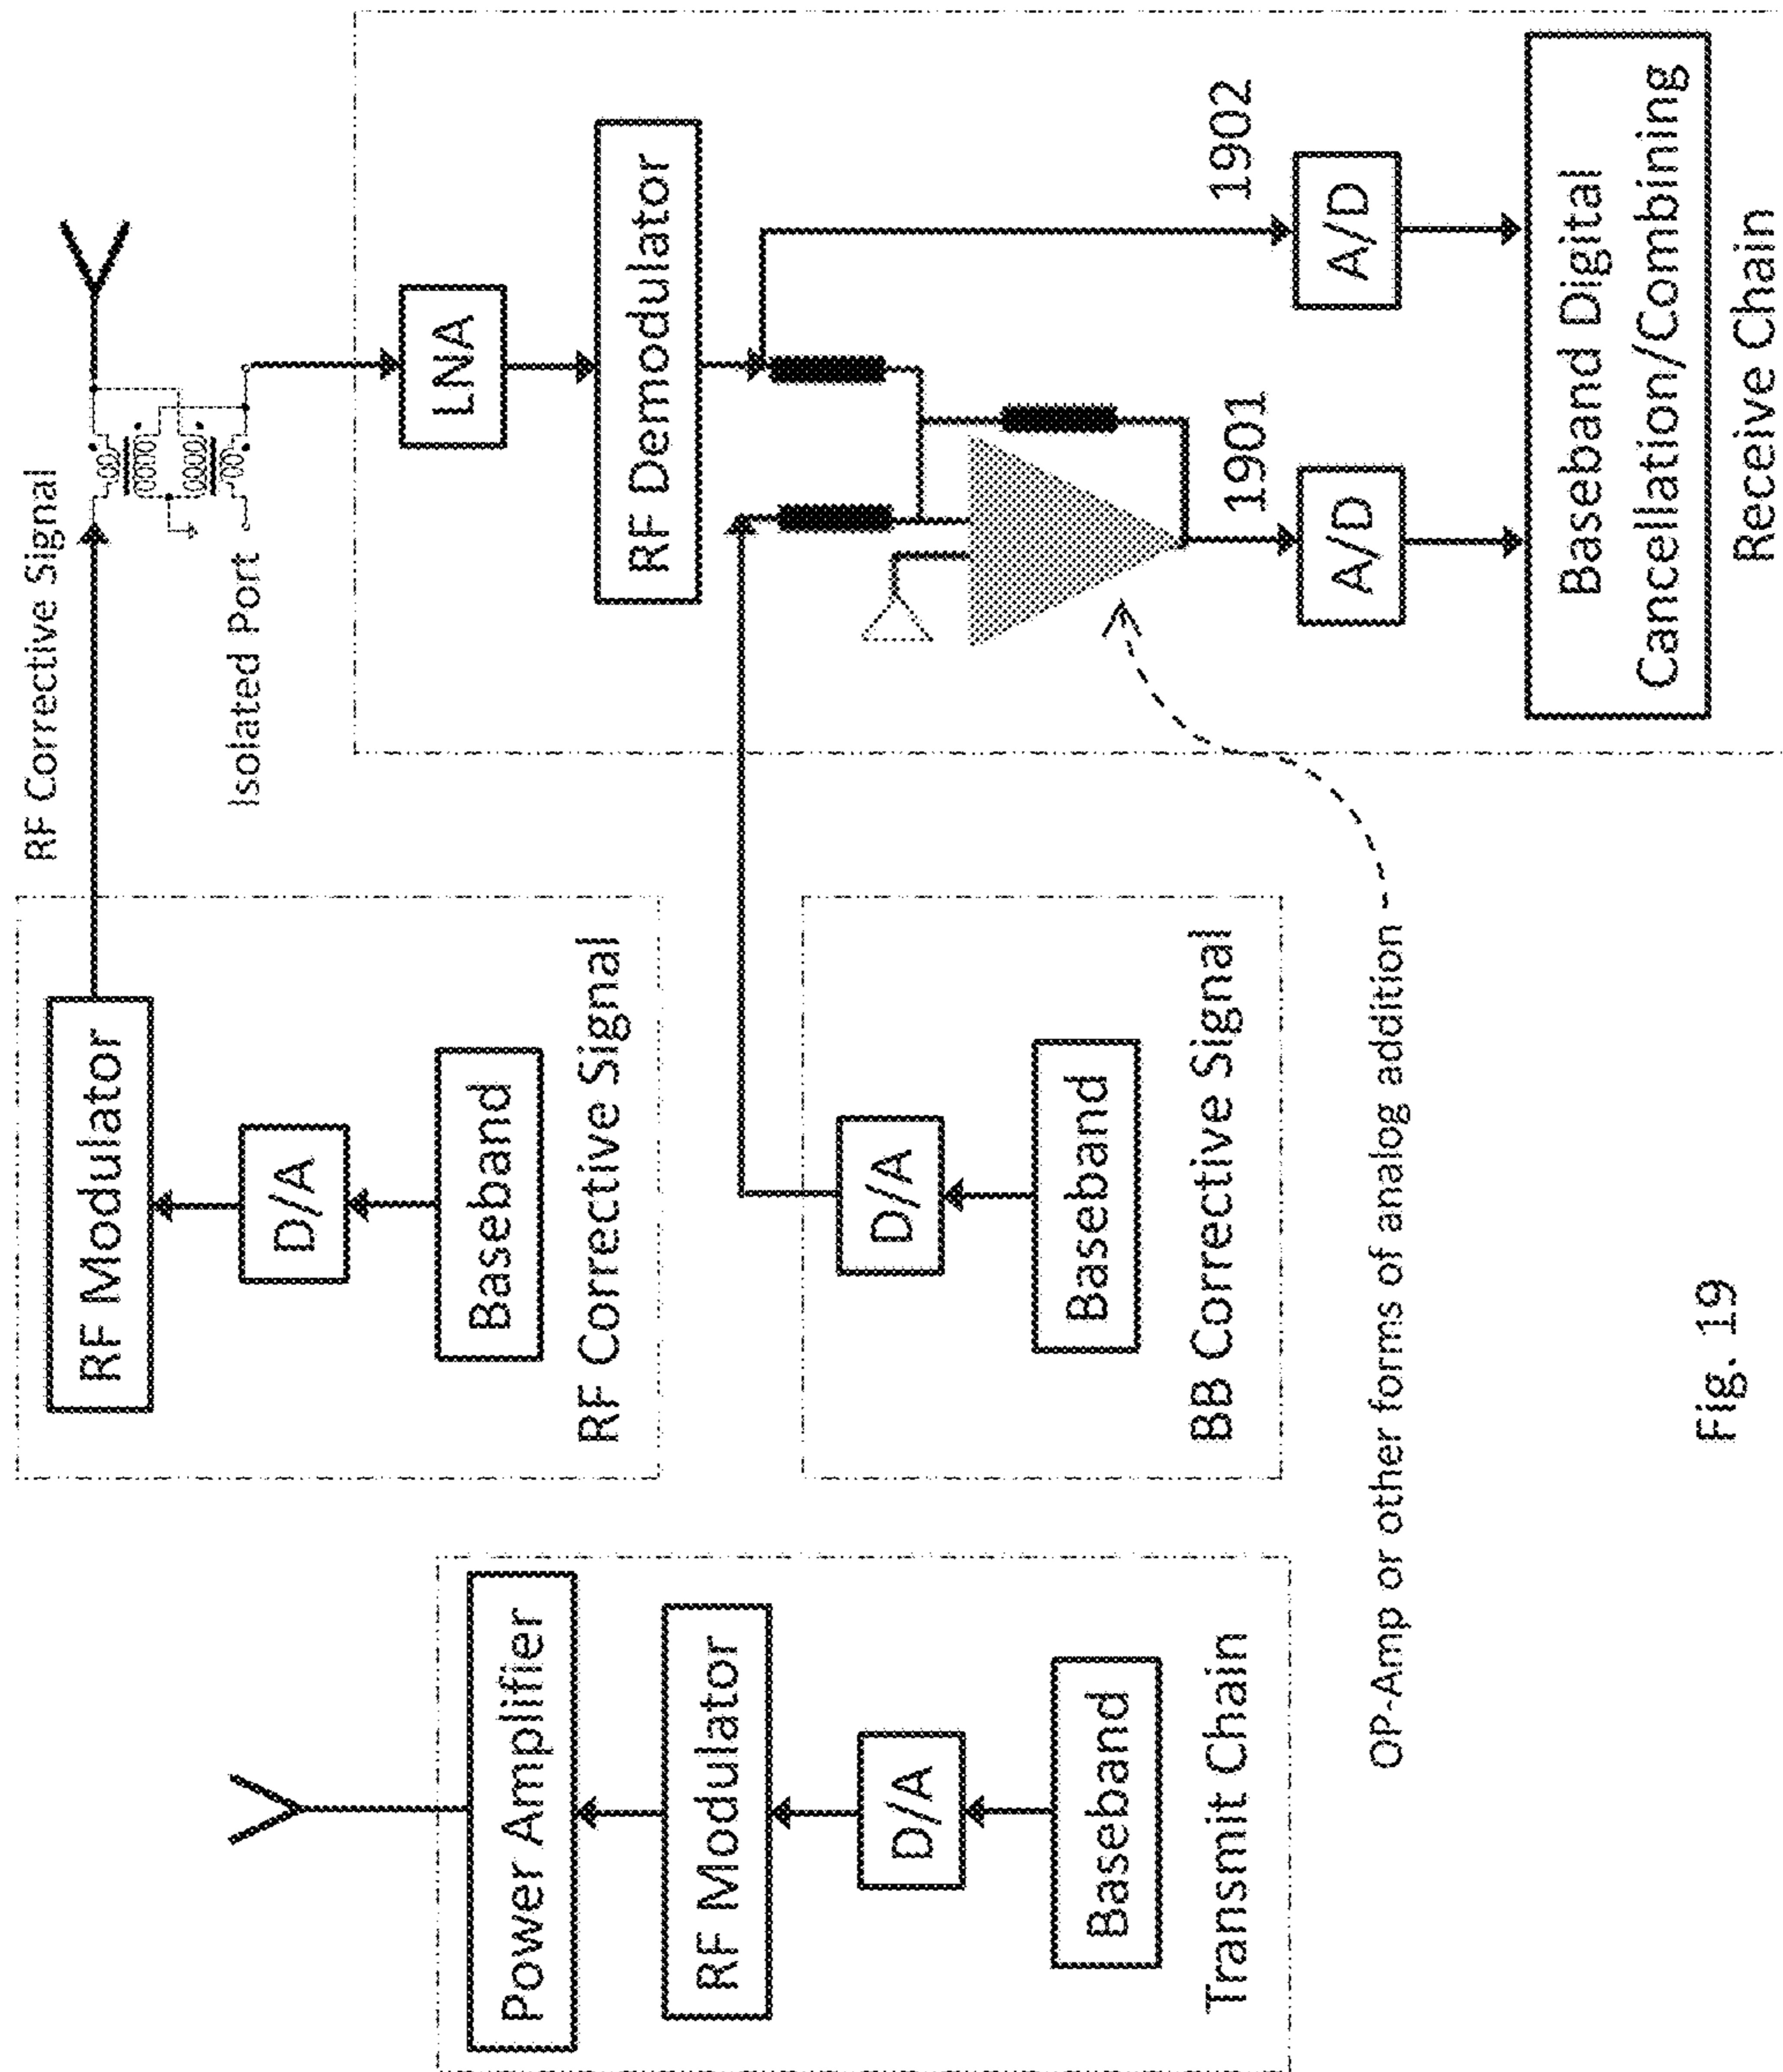 Power Amplifier
RF Modulator
D/A
Baseband
Transmit Chain
RF Modulator
D/A
Baseband
RF Corrective Signal
D/A
Baseband
BB Corrective Signal
RF Corrective Signal
Isolated Port
LNA
RF Demodulator
1901
1902
A/D
A/D
Baseband Digital
Cancellation/Combining
Receive Chain
OP-Amp or other forms of analog addition
Fig. 19